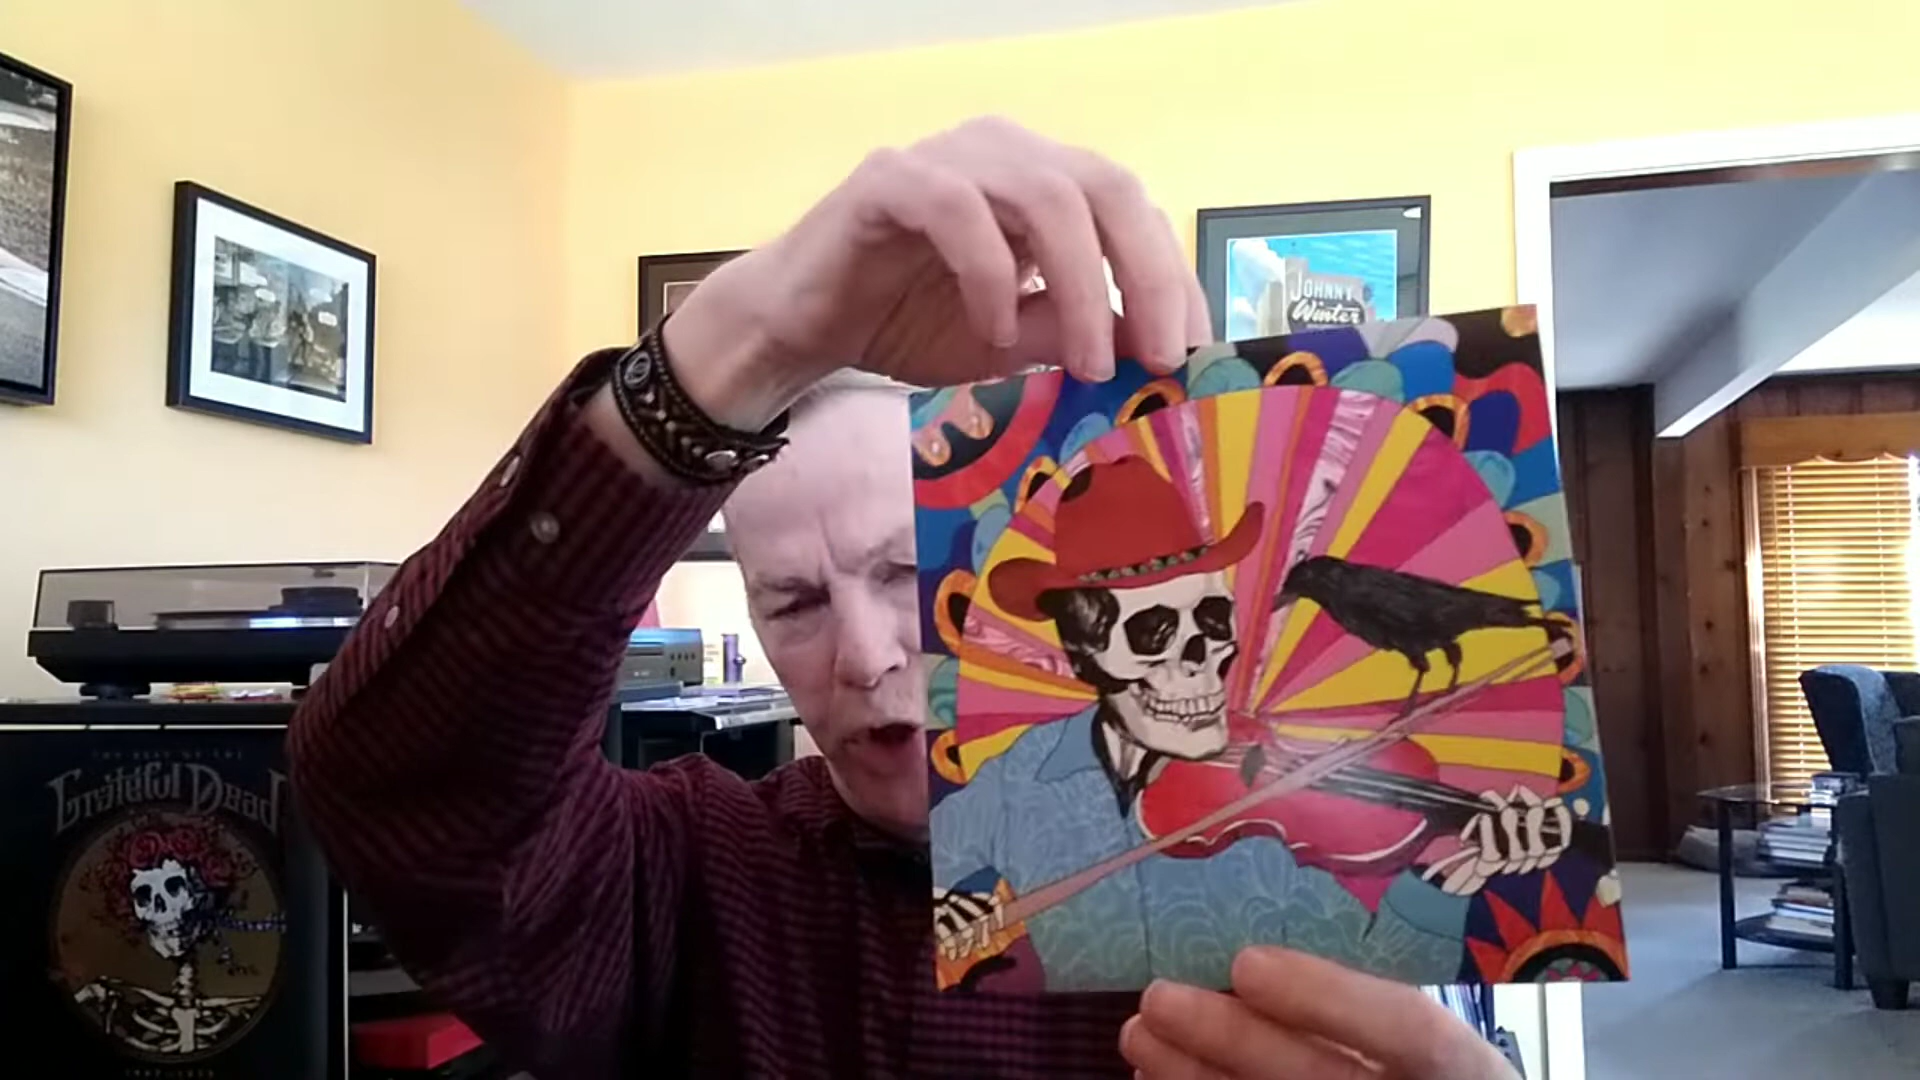 JOHNNY
Winter
THE BEST OF THE
Grateful Dead